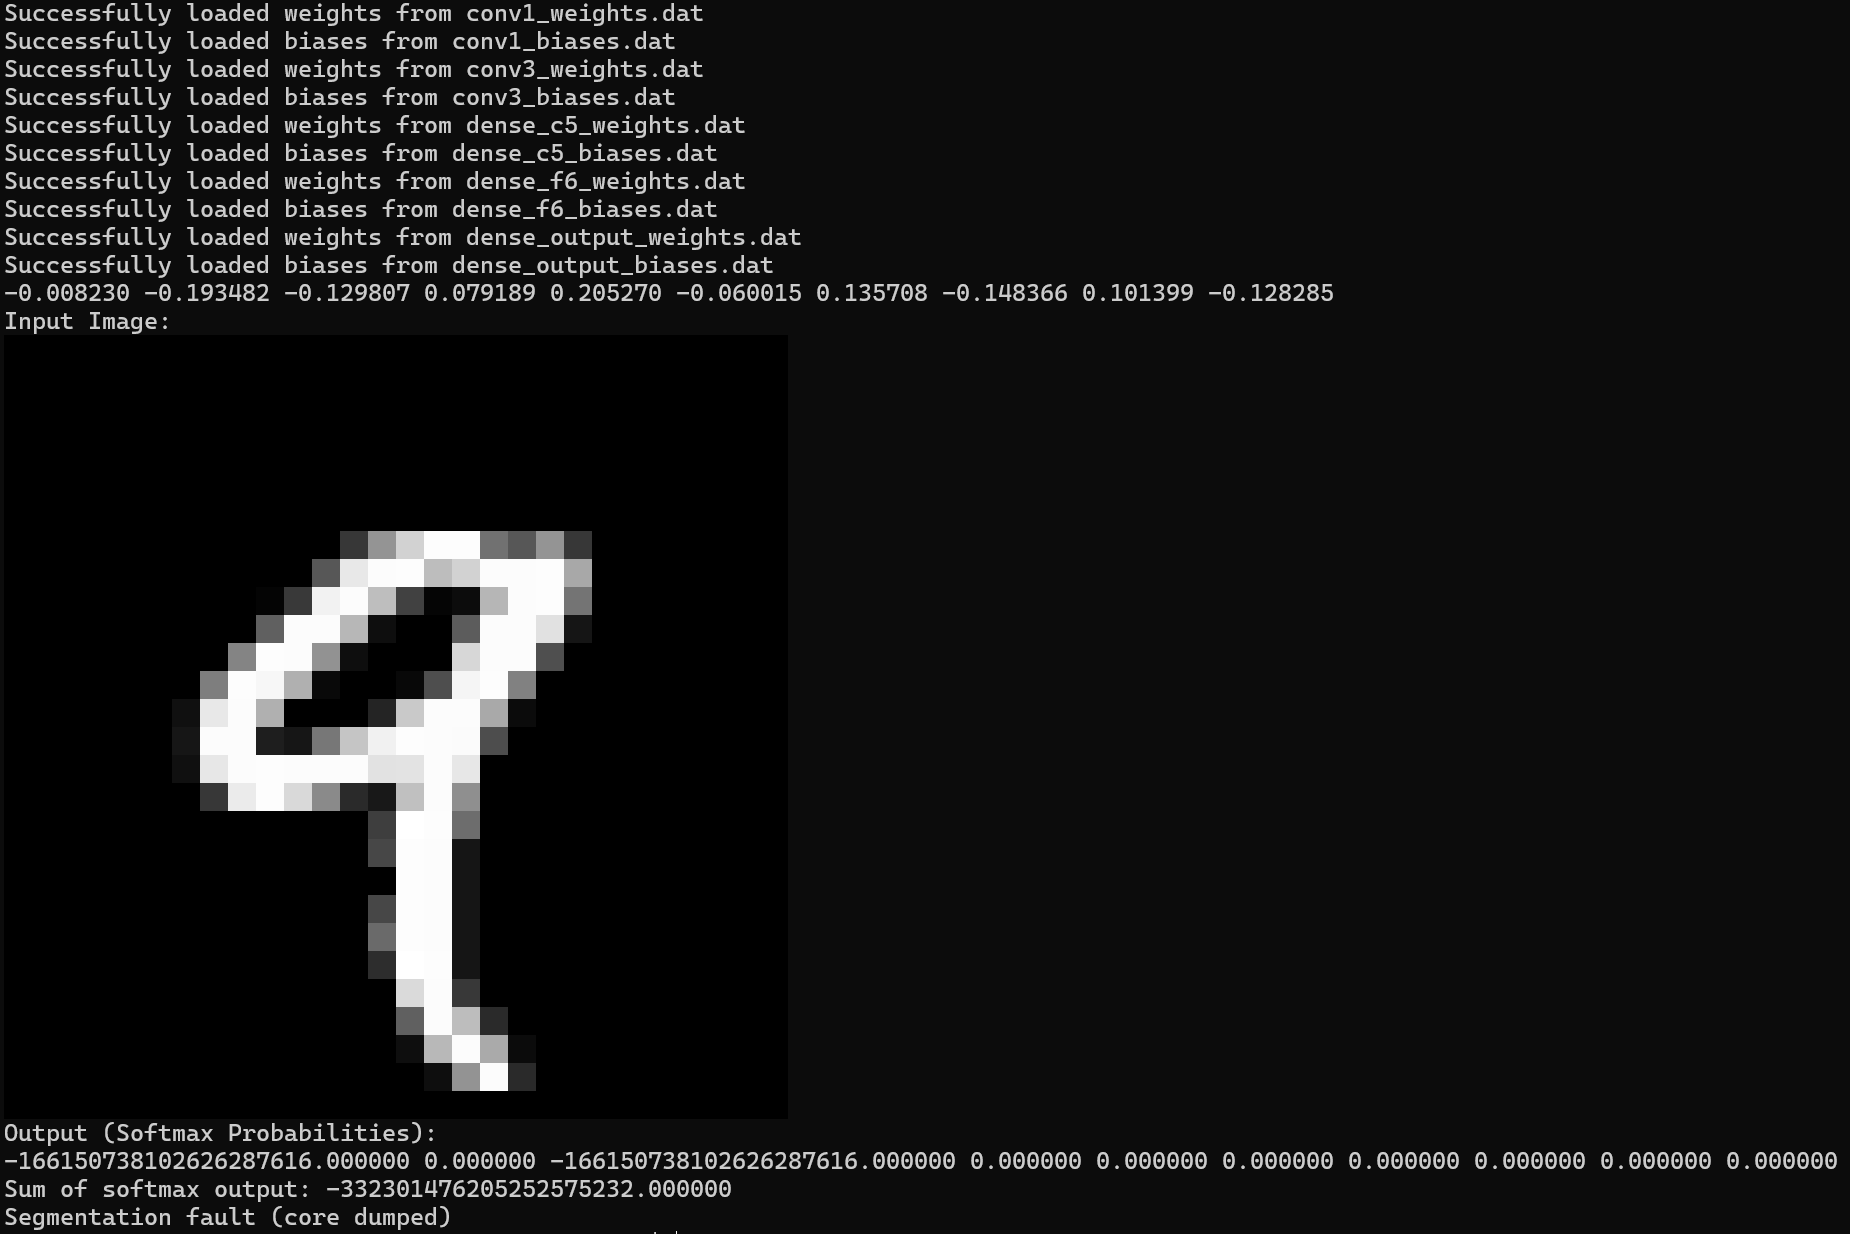 Successfully loaded weights from conv1_weights.dat
Successfully loaded biases from conv1_biases.dat
Successfully loaded weights from conv3_weights.dat
Successfully loaded biases from conv3_biases.dat
Successfully loaded weights from dense_c5_weights.dat
Successfully loaded biases from dense_c5_biases.dat
Successfully loaded weights from dense_f6_weights.dat
Successfully loaded biases from dense_f6_biases.dat
Successfully loaded weights from dense_output_weights.dat
Successfully loaded biases from dense_output_biases.dat
-0.008230 -0.193482 -0.129807 0.079189 0.205270 -0.060015 0.135708 -0.148366 0.101399 -0.128285
Input Image:
9
Output (Softmax Probabilities):
-166150738102626287616.000000 0.000000 -166150738102626287616.000000 0.000000 0.000000 0.000000 0.000000 0.000000 0.000000 0.000000
Sum of softmax output: -332301476205252575232.000000
Segmentation fault (core dumped)